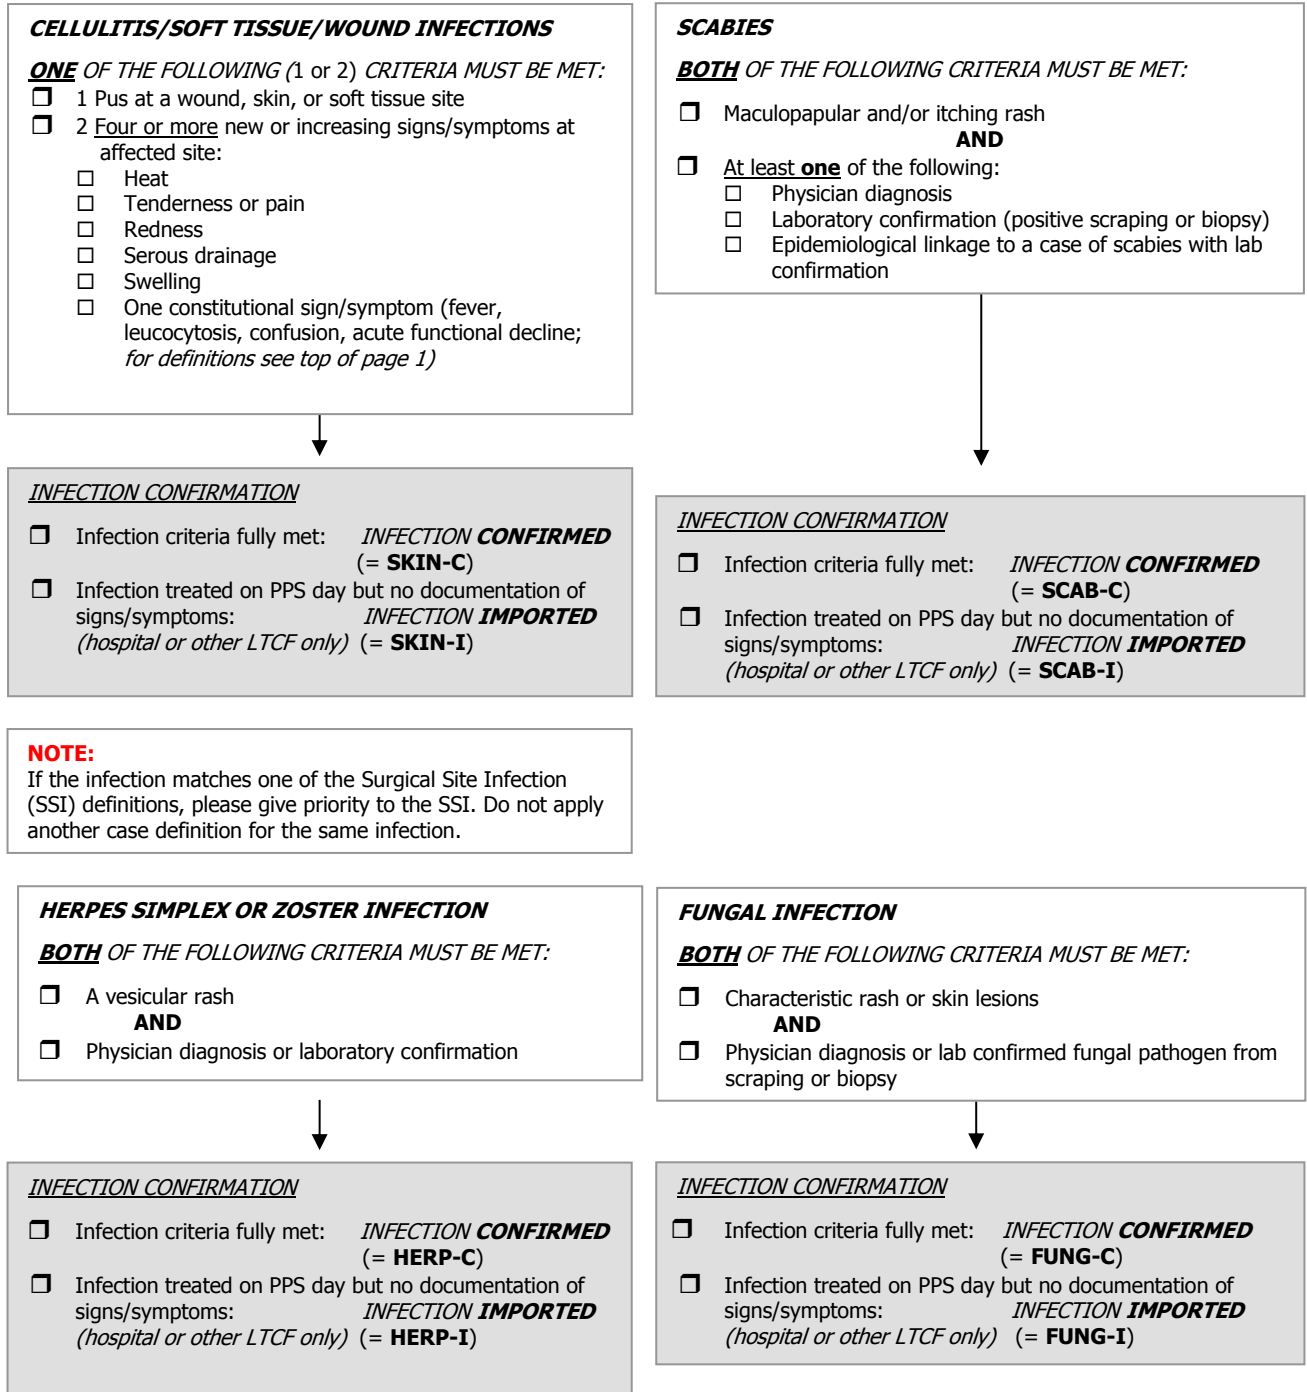 CELLULITIS/SOFT TISSUE/WOUND INFECTIONS
ONE OF THE FOLLOWING (1 or 2) CRITERIA MUST BE MET:
1 Pus at a wound, skin, or soft tissue site
2 Four or more new or increasing signs/symptoms at
affected site:
Heat
Tenderness or pain
Redness
Serous drainage
Swelling
One constitutional sign/symptom (fever,
leucocytosis, confusion, acute functional decline;
for definitions see top of page 1)
INFECTION CONFIRMATION
Infection criteria fully met: INFECTION CONFIRMED
(= SKIN-C)
Infection treated on PPS day but no documentation of
signs/symptoms: INFECTION IMPORTED
(hospital or other LTCF only) (= SKIN-I)
NOTE:
If the infection matches one of the Surgical Site Infection
(SSI) definitions, please give priority to the SSI. Do not apply
another case definition for the same infection.
SCABIES
BOTH OF THE FOLLOWING CRITERIA MUST BE MET:
Maculopapular and/or itching rash
AND
At least one of the following:
Physician diagnosis
Laboratory confirmation (positive scraping or biopsy)
Epidemiological linkage to a case of scabies with lab
confirmation
INFECTION CONFIRMATION
Infection criteria fully met: INFECTION CONFIRMED
(= SCAB-C)
Infection treated on PPS day but no documentation of
signs/symptoms: INFECTION IMPORTED
(hospital or other LTCF only) (= SCAB-I)
HERPES SIMPLEX OR ZOSTER INFECTION
BOTH OF THE FOLLOWING CRITERIA MUST BE MET:
A vesicular rash
AND
Physician diagnosis or laboratory confirmation
INFECTION CONFIRMATION
Infection criteria fully met: INFECTION CONFIRMED
(= HERP-C)
Infection treated on PPS day but no documentation of
signs/symptoms: INFECTION IMPORTED
(hospital or other LTCF only) (= HERP-I)
FUNGAL INFECTION
BOTH OF THE FOLLOWING CRITERIA MUST BE MET:
Characteristic rash or skin lesions
AND
Physician diagnosis or lab confirmed fungal pathogen from
scraping or biopsy
INFECTION CONFIRMATION
Infection criteria fully met: INFECTION CONFIRMED
(= FUNG-C)
Infection treated on PPS day but no documentation of
signs/symptoms: INFECTION IMPORTED
(hospital or other LTCF only) (= FUNG-I)